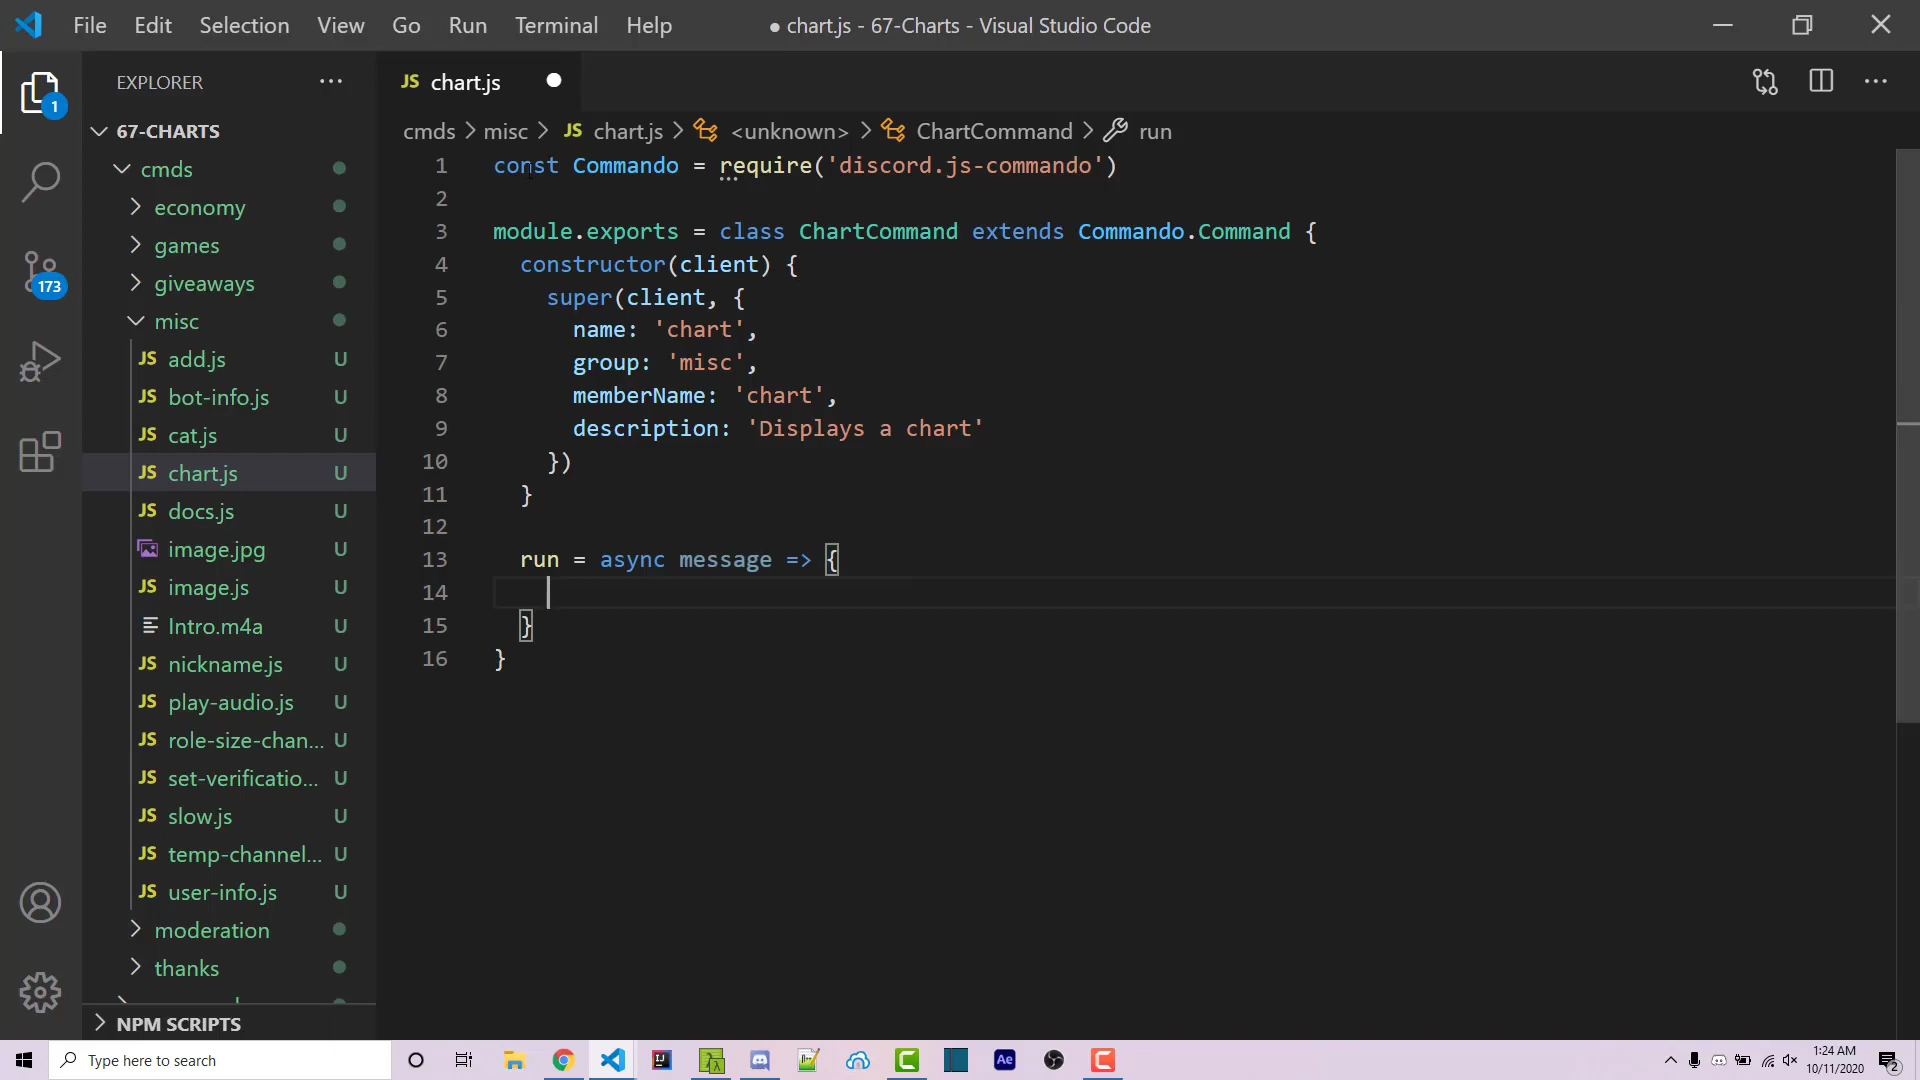 File Edit Selection View Go Run Terminal Help
● chart.js - 67-Charts - Visual Studio Code
EXPLORER
JS chart.js
67-CHARTS
cmds > misc > JS chart.js > <unknown> > ChartCommand > run
cmds
economy
games
giveaways
misc
JS add.js U
JS bot-info.js U
JS cat.js U
JS chart.js U
JS docs.js U
image.jpg U
JS image.js U
Intro.m4a U
JS nickname.js U
JS play-audio.js U
JS role-size-chan... U
JS set-verificatio... U
JS slow.js U
JS temp-channel... U
JS user-info.js U
moderation
thanks
NPM SCRIPTS
1
173
1 const Commando = require('discord.js-commando')
2
3 module.exports = class ChartCommand extends Commando.Command {
4 constructor(client) {
5 super(client, {
6 name: 'chart',
7 group: 'misc',
8 memberName: 'chart',
9 description: 'Displays a chart'
10 })
11 }
12
13 run = async message => {
14
15 }
16 }
Type here to search
Ae
1:24 AM
10/11/2020
2